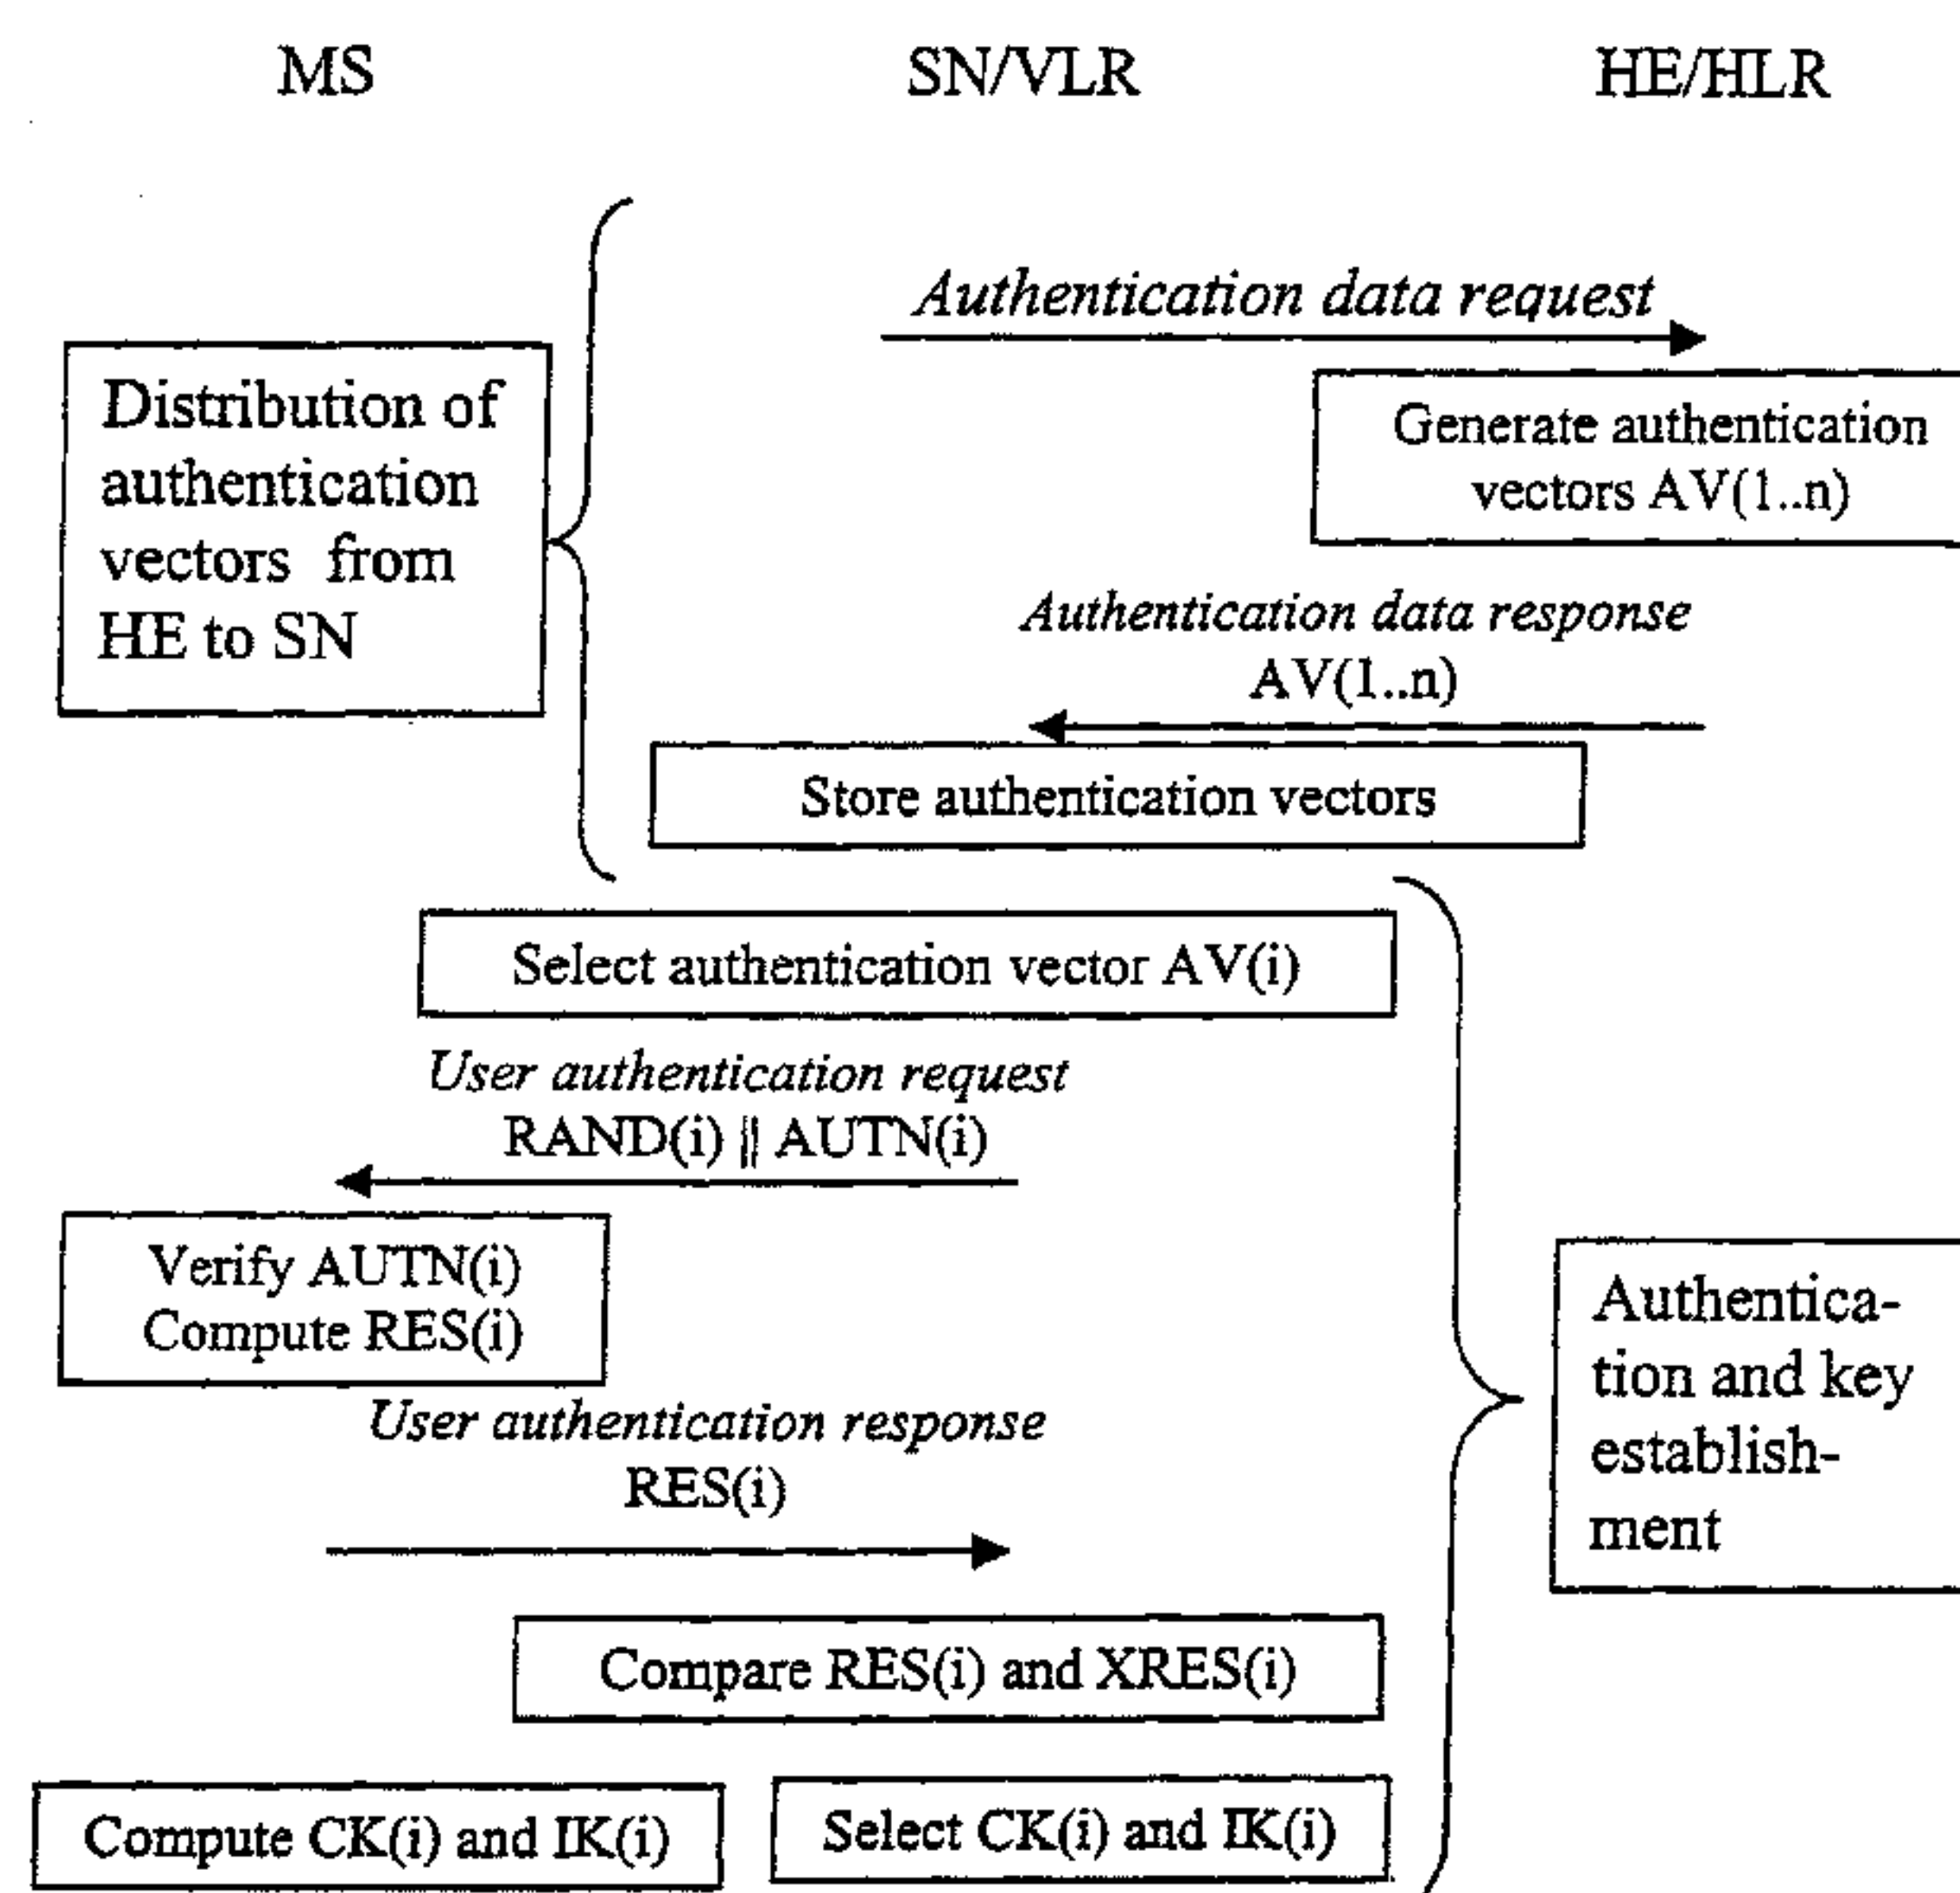 MS
SN/VLR
HE/HLR
Authentication data request
Distribution of
authentication
vectors from
HE to SN
Generate authentication
vectors AV(1..n)
Authentication data response
AV(1..n)
Store authentication vectors
Select authentication vector AV(i)
User authentication request
RAND(i) || AUTN(i)
Verify AUTN(i)
Compute RES(i)
User authentication response
RES(i)
Authentica-
tion and key
establish-
ment
Compare RES(i) and XRES(i)
Compute CK(i) and IK(i)
Select CK(i) and IK(i)